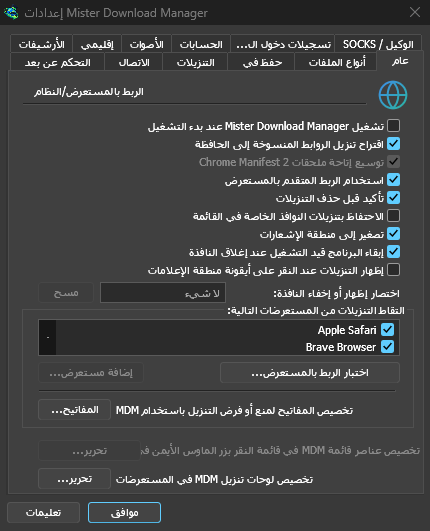 إعدادات Mister Download Manager
الوكيل / SOCKS
تسجيلات دخول ال...
الحسابات
الأصوات
إقليمي
الأرشيفات
عام
أنواع الملفات
حفظ في
التنزيلات
الاتصال
التحكم عن بعد
الربط بالمستعرض/النظام
تشغيل Mister Download Manager عند بدء التشغيل
اقتراح تنزيل الروابط المنسوخة إلى الحافظة
توسيع إتاحة ملحقات Chrome Manifest 2
استخدام الربط المتقدم بالمستعرض
تأكيد قبل حذف التنزيلات
الاحتفاظ بتنزيلات النوافذ الخاصة في القائمة
تصغير إلى منطقة الإشعارات
إبقاء البرنامج قيد التشغيل عند إغلاق النافذة
إظهار التنزيلات عند النقر على أيقونة منطقة الإعلامات
اختصار إظهار أو إخفاء النافذة:
لا شيء
مسح
التقاط التنزيلات من المستعرضات التالية:
Apple Safari
Brave Browser
اختبار الربط بالمستعرض...
إضافة مستعرض...
تخصيص المفاتيح لمنع أو فرض التنزيل باستخدام MDM
المفاتيح...
تخصيص عناصر قائمة MDM في قائمة النقر بزر الماوس الأيمن في
تحرير...
تخصيص لوحات تنزيل MDM في المستعرضات
تحرير...
موافق
تعليمات